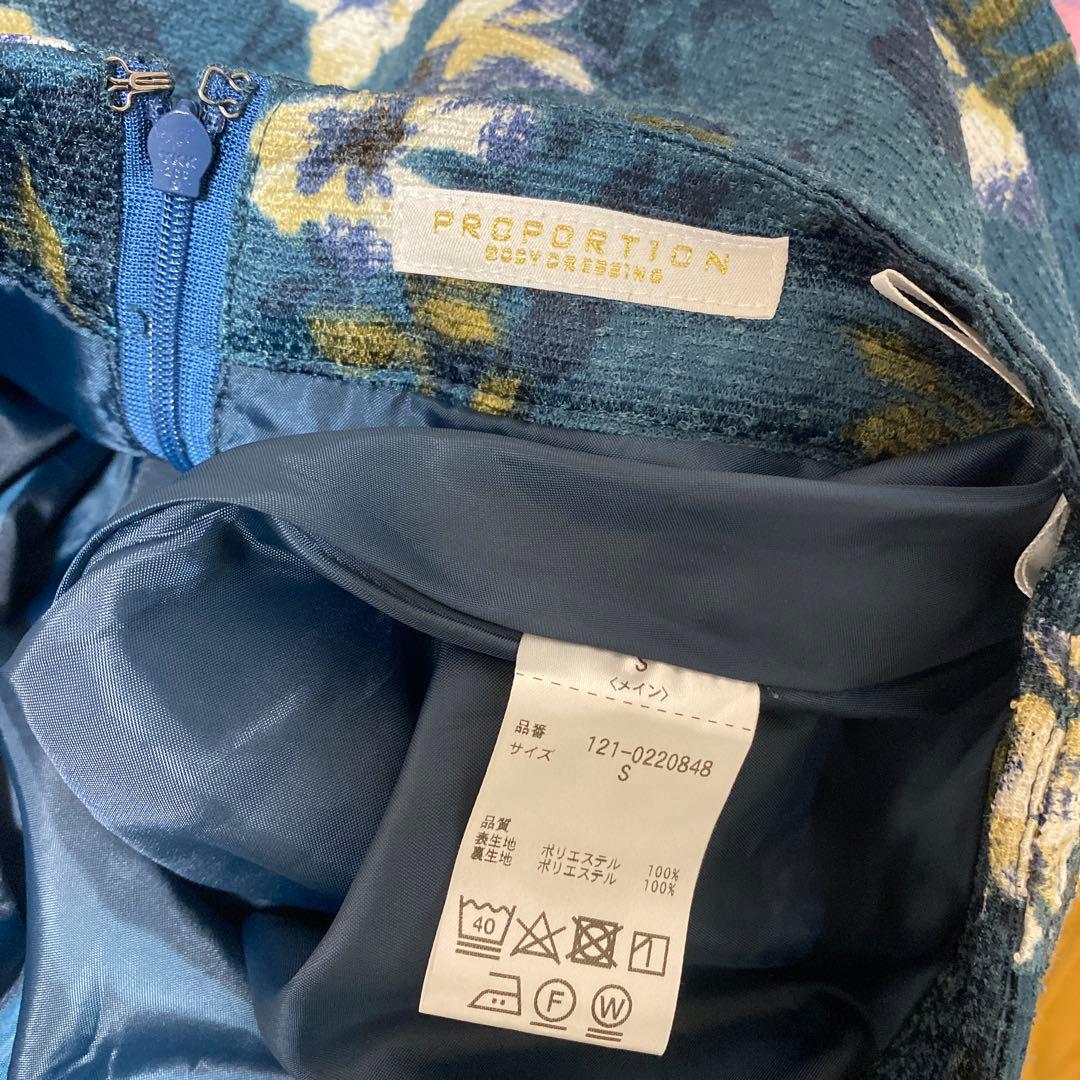 YKK
PROPORTION
BODY DRESSING
S
〈メイン〉
品番 121-0220848
サイズ S
品質
表生地 ポリエステル 100%
裏生地 ポリエステル 100%
40
F
W